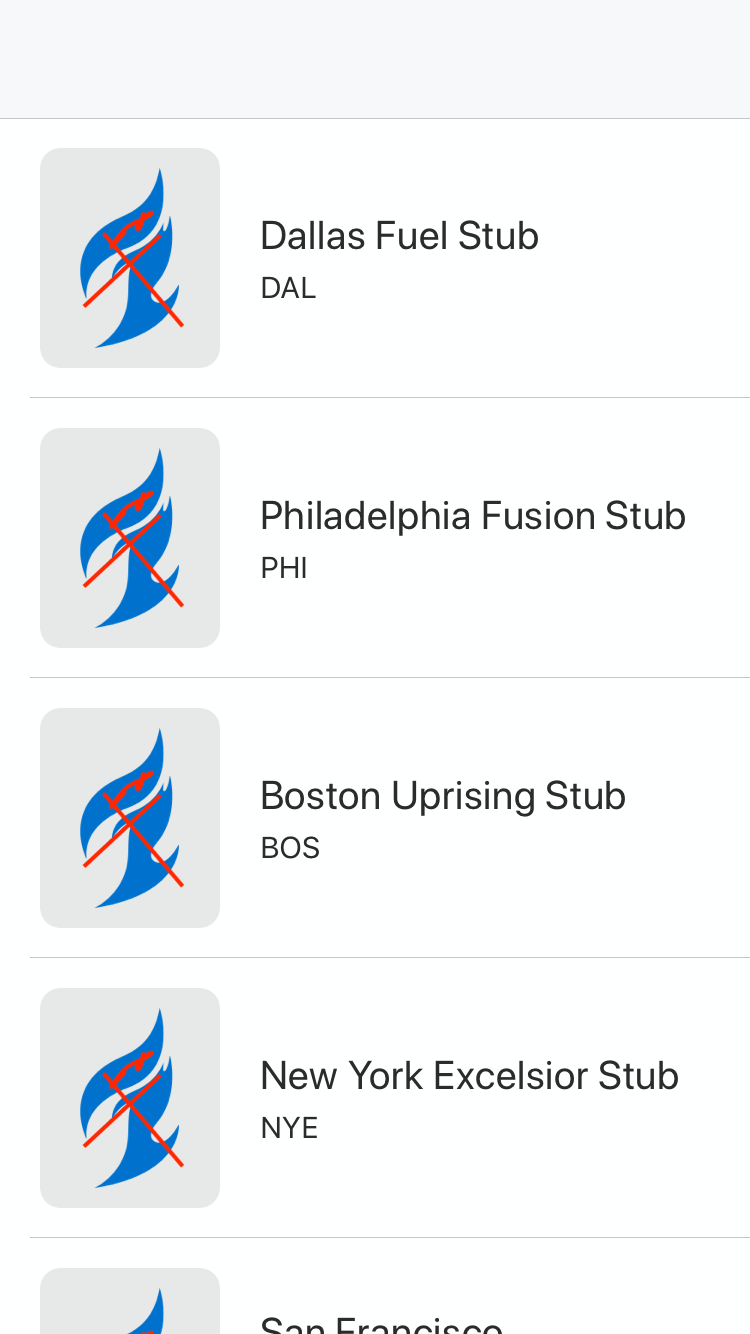 Dallas Fuel Stub
DAL
Philadelphia Fusion Stub
PHI
Boston Uprising Stub
BOS
New York Excelsior Stub
NYE
San Francisco